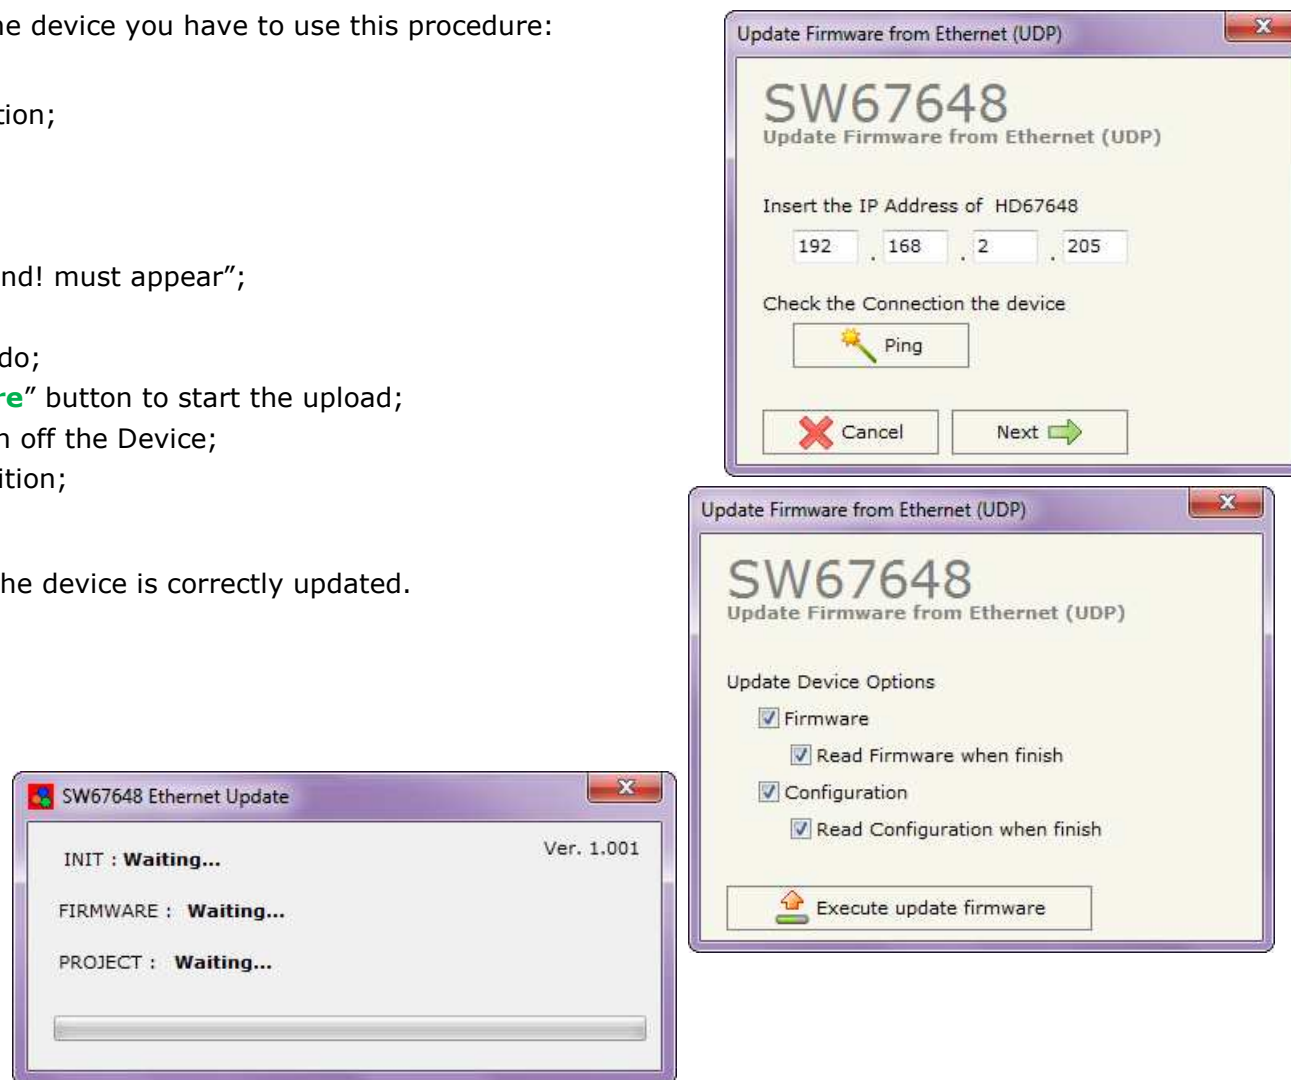 ne device you have to use this procedure:
tion;
nd! must appear”;
do;
re” button to start the upload;
n off the Device;
ition;
he device is correctly updated.
Update Firmware from Ethernet (UDP)
SW67648
Update Firmware from Ethernet (UDP)
Insert the IP Address of HD67648
192 . 168 . 2 . 205
Check the Connection the device
Ping
Cancel Next
Update Firmware from Ethernet (UDP)
SW67648
Update Firmware from Ethernet (UDP)
Update Device Options
Firmware
Read Firmware when finish
Configuration
Read Configuration when finish
Execute update firmware
SW67648 Ethernet Update
Ver. 1.001
INIT : Waiting...
FIRMWARE : Waiting...
PROJECT : Waiting...